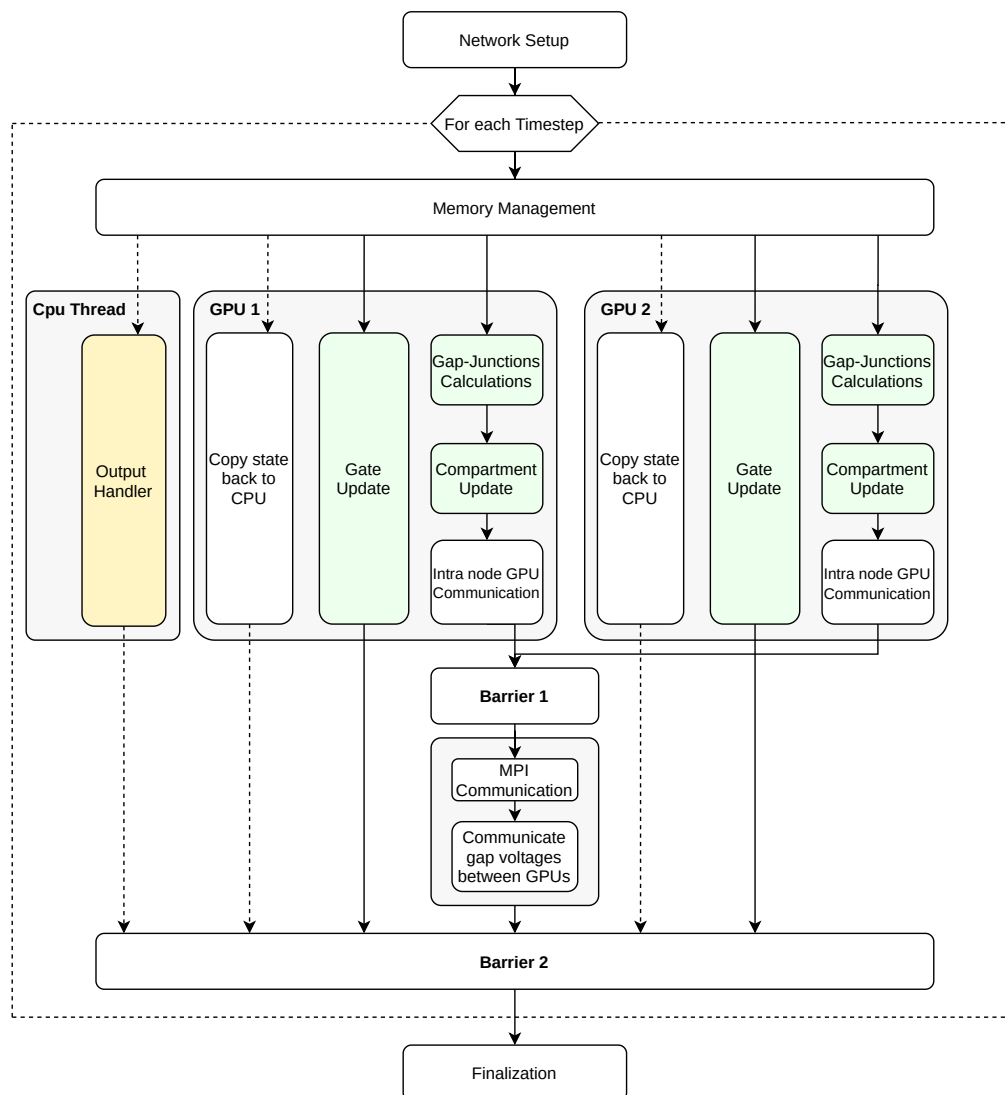 Network Setup
For each Timestep
Memory Management
Cpu Thread
Output
Handler
GPU 1
Copy state
back to
CPU
Gate
Update
Gap-Junctions
Calculations
Compartment
Update
Intra node GPU
Communication
GPU 2
Copy state
back to
CPU
Gate
Update
Gap-Junctions
Calculations
Compartment
Update
Intra node GPU
Communication
Barrier 1
MPI
Communication
Communicate
gap voltages
between GPUs
Barrier 2
Finalization